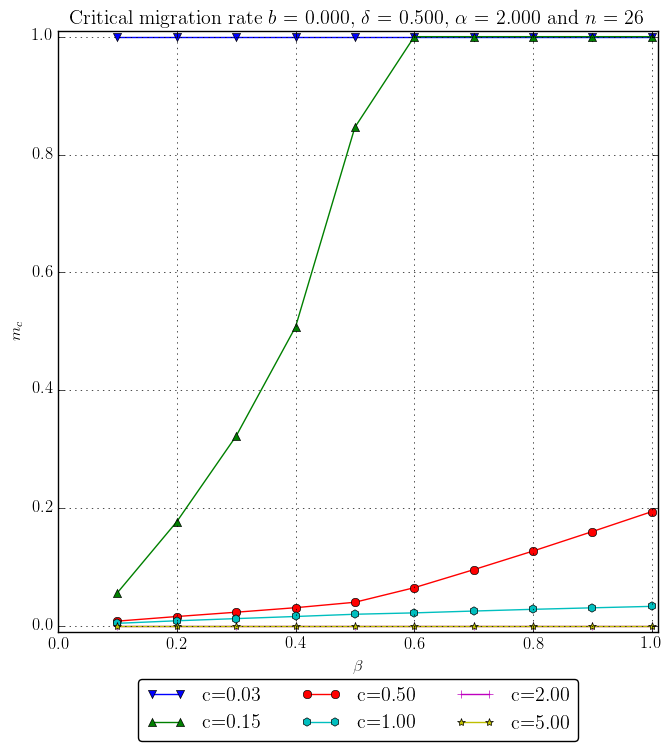 Critical migration rate b = 0.000, δ = 0.500, α = 2.000 and n = 26
1.0
0.8
0.6
0.4
0.2
0.0
m_c
0.0 0.2 0.4 0.6 0.8 1.0
β
c=0.03 c=0.50 c=2.00
c=0.15 c=1.00 c=5.00